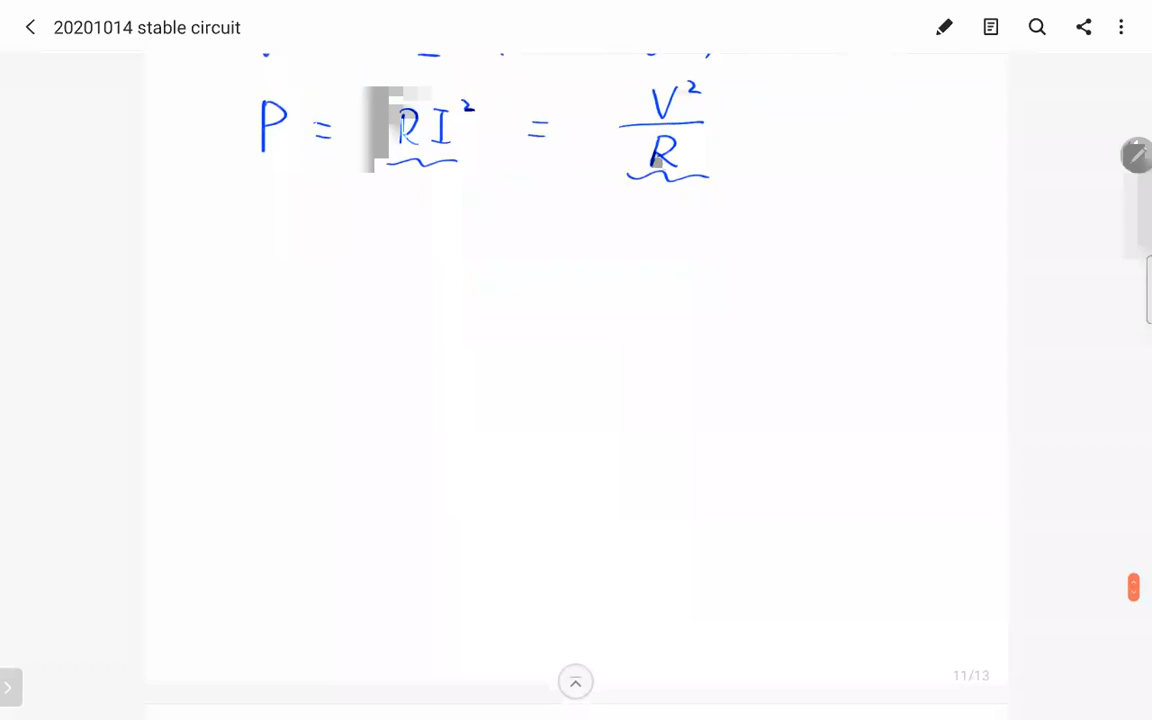 20201014 stable circuit
P = RI² = V²/R
11/13